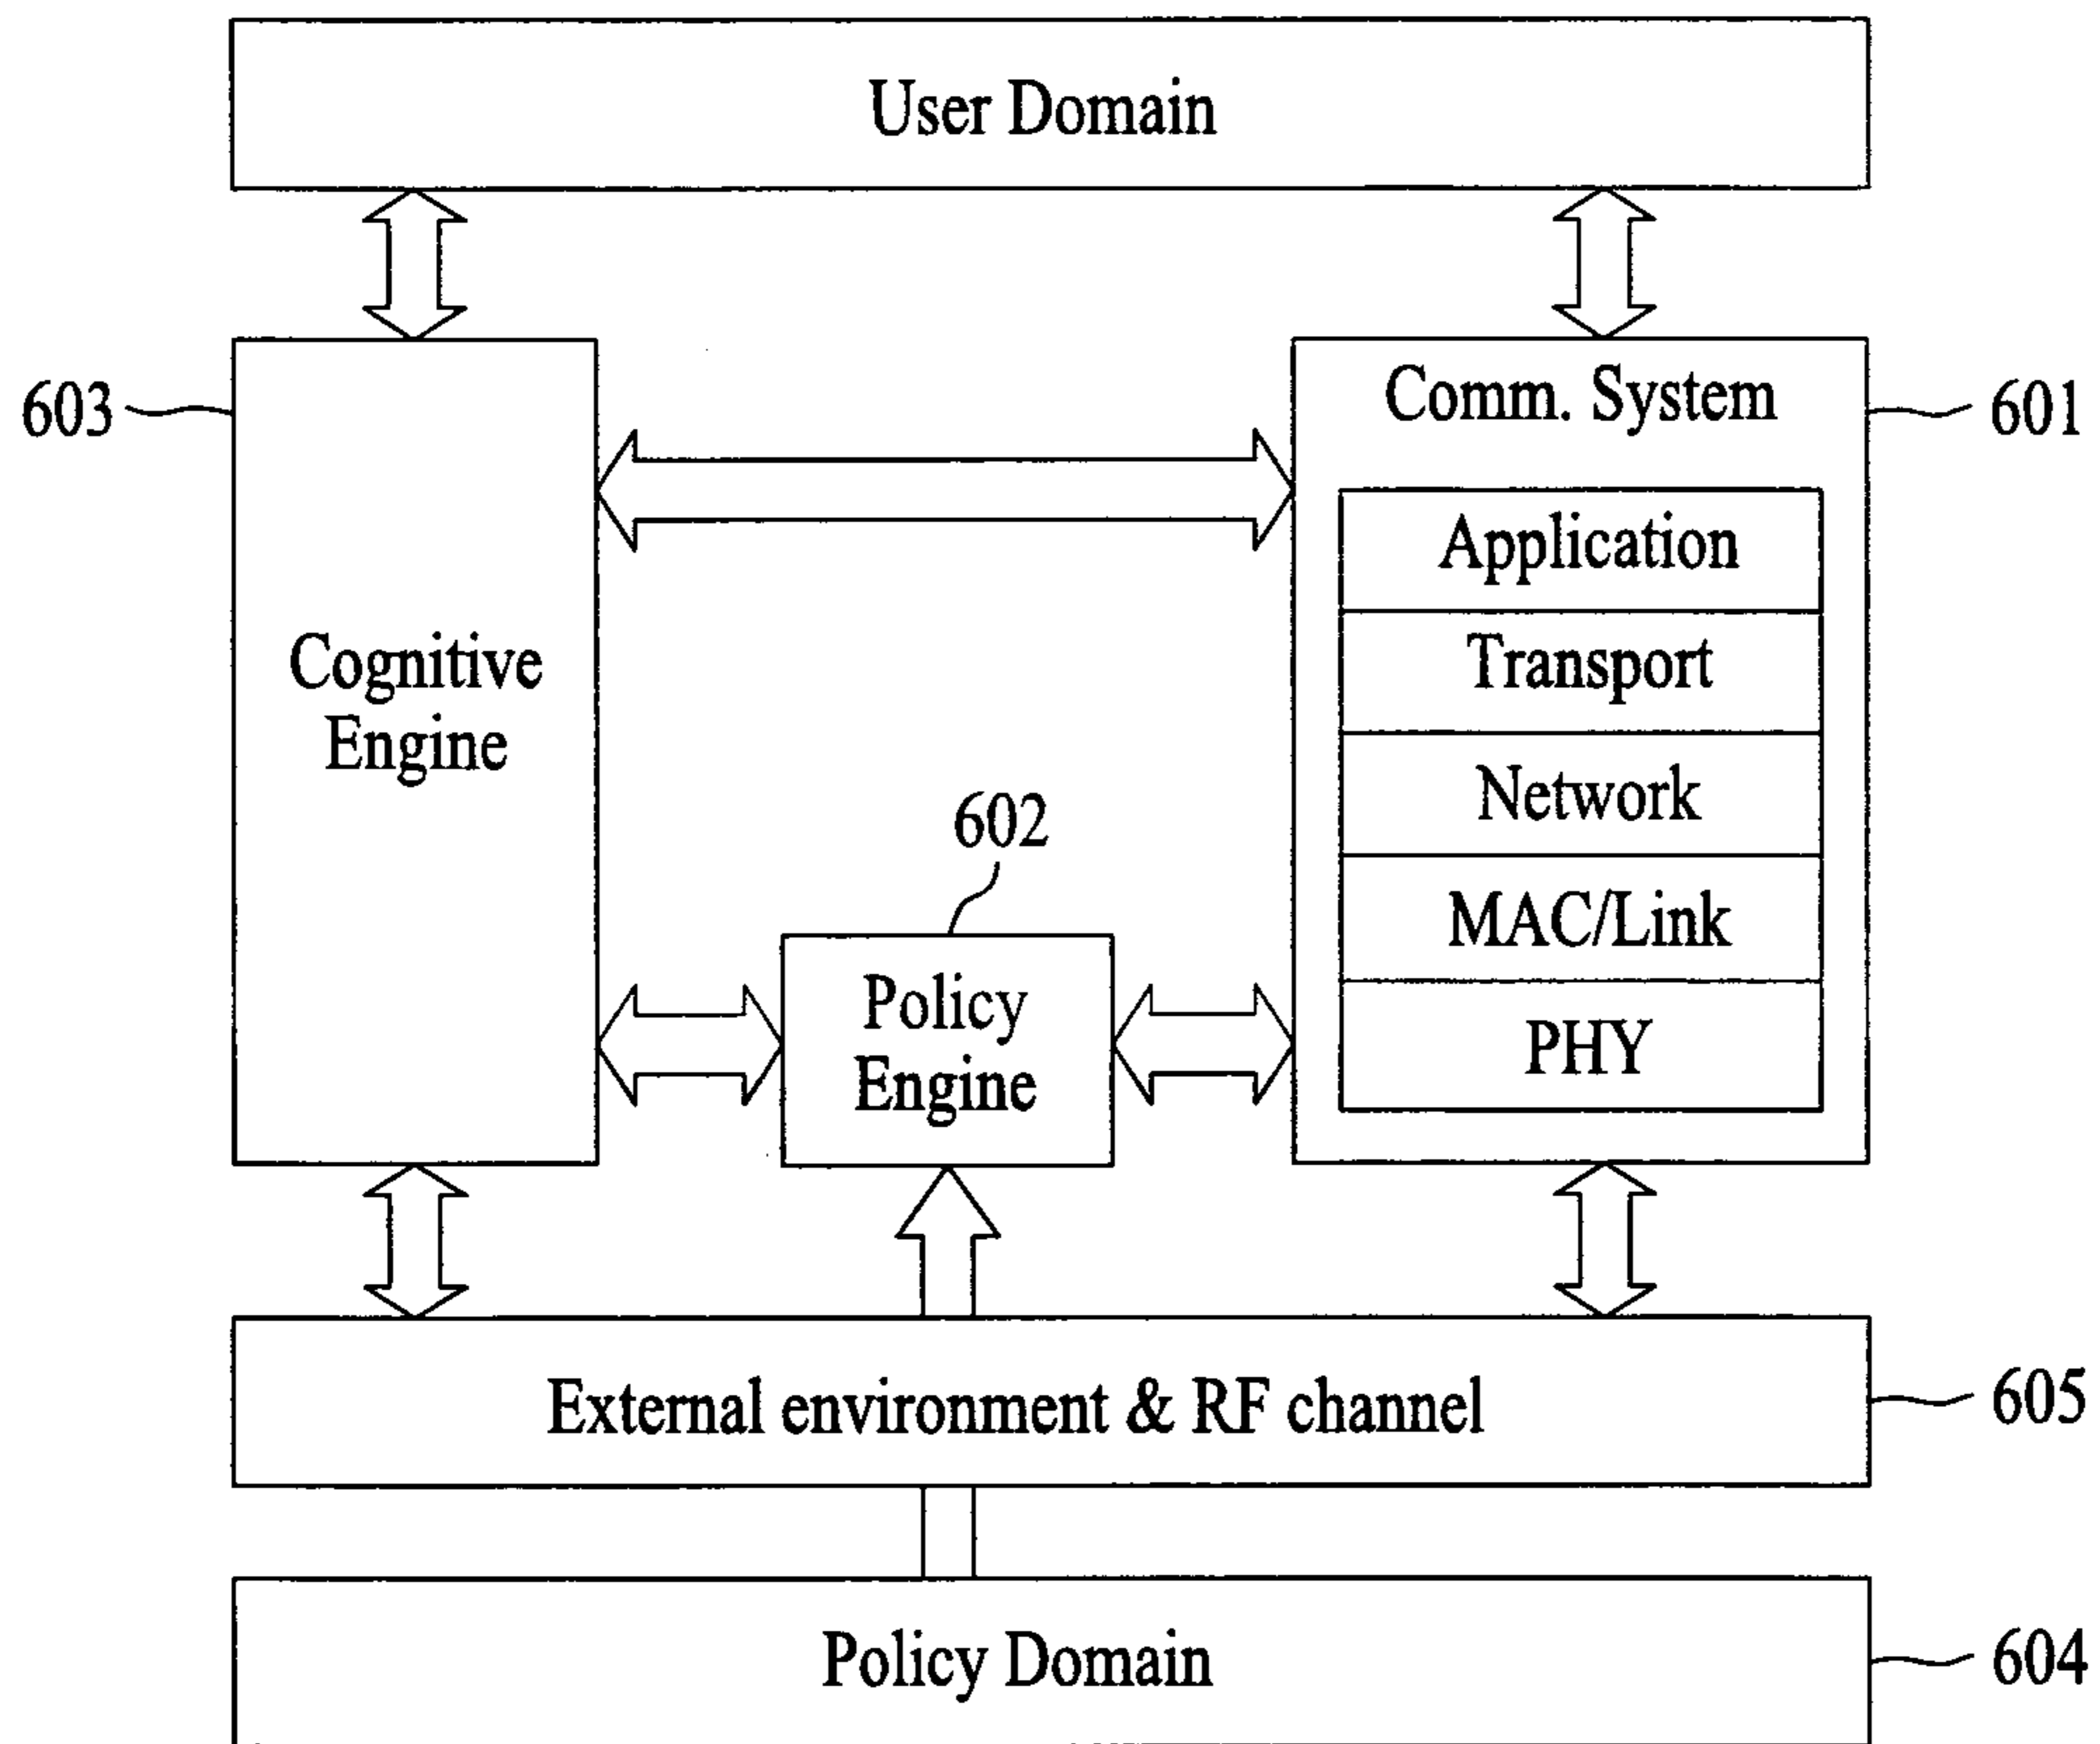 User Domain
603
Comm. System
601
Application
Transport
Network
MAC/Link
PHY
Cognitive
Engine
602
Policy
Engine
External environment & RF channel
605
Policy Domain
604